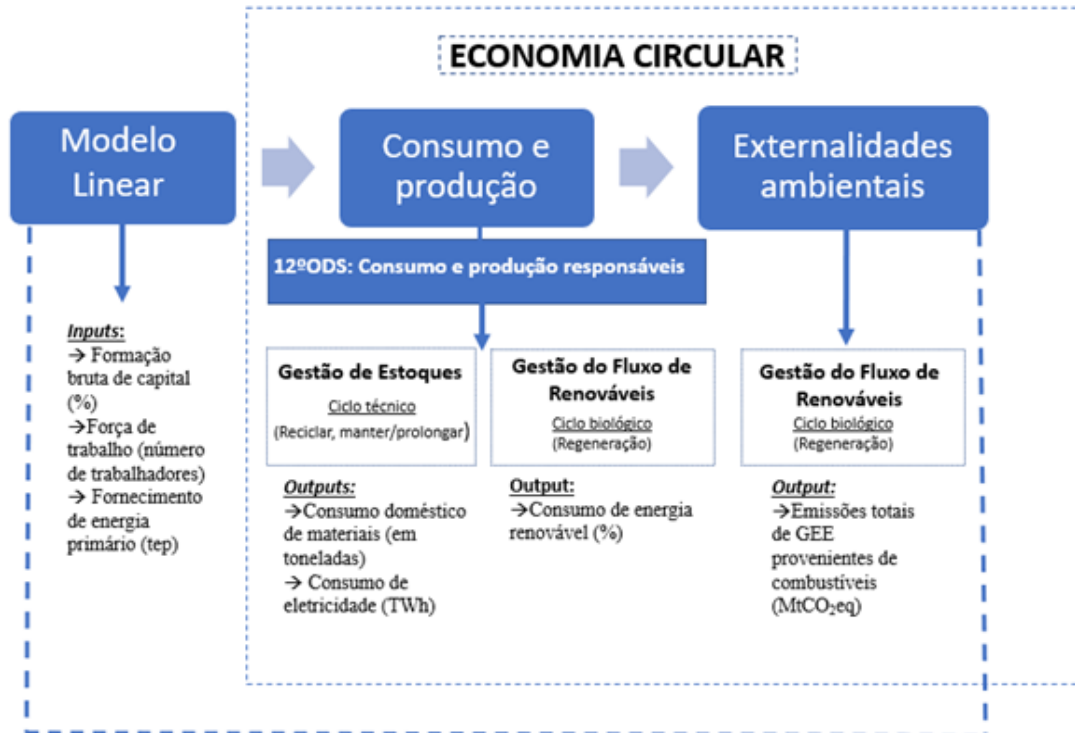 ECONOMIA CIRCULAR
Modelo
Linear
Consumo e
produção
Externalidades
ambientais
12ºODS: Consumo e produção responsáveis
Inputs:
→ Formação
bruta de capital
(%)
→Força de
trabalho (número
de trabalhadores)
→ Fornecimento
de energia
primário (tep)
Gestão de Estoques
Ciclo técnico
(Reciclar, manter/prolongar)
Outputs:
→Consumo doméstico
de materiais (em
toneladas)
→ Consumo de
eletricidade (TWh)
Gestão do Fluxo de
Renováveis
Ciclo biológico
(Regeneração)
Output:
→Consumo de energia
renovável (%)
Gestão do Fluxo de
Renováveis
Ciclo biológico
(Regeneração)
Output:
→Emissões totais
de GEE
provenientes de
combustíveis
(MtCO₂eq)